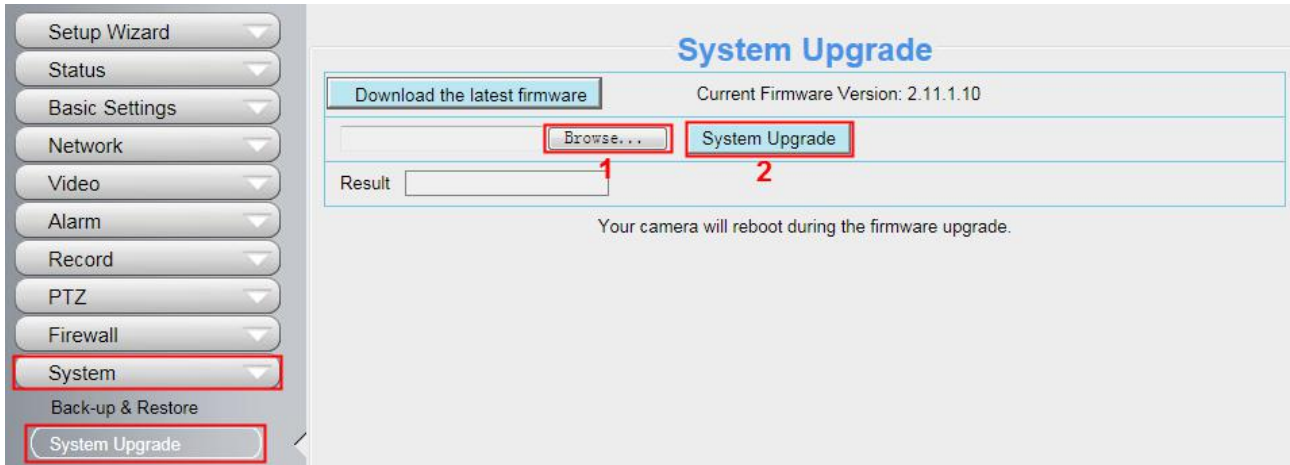 Setup Wizard
Status
Basic Settings
Network
Video
Alarm
Record
PTZ
Firewall
System
Back-up & Restore
System Upgrade
System Upgrade
Download the latest firmware Current Firmware Version: 2.11.1.10
Browse... System Upgrade
1 2
Result
Your camera will reboot during the firmware upgrade.